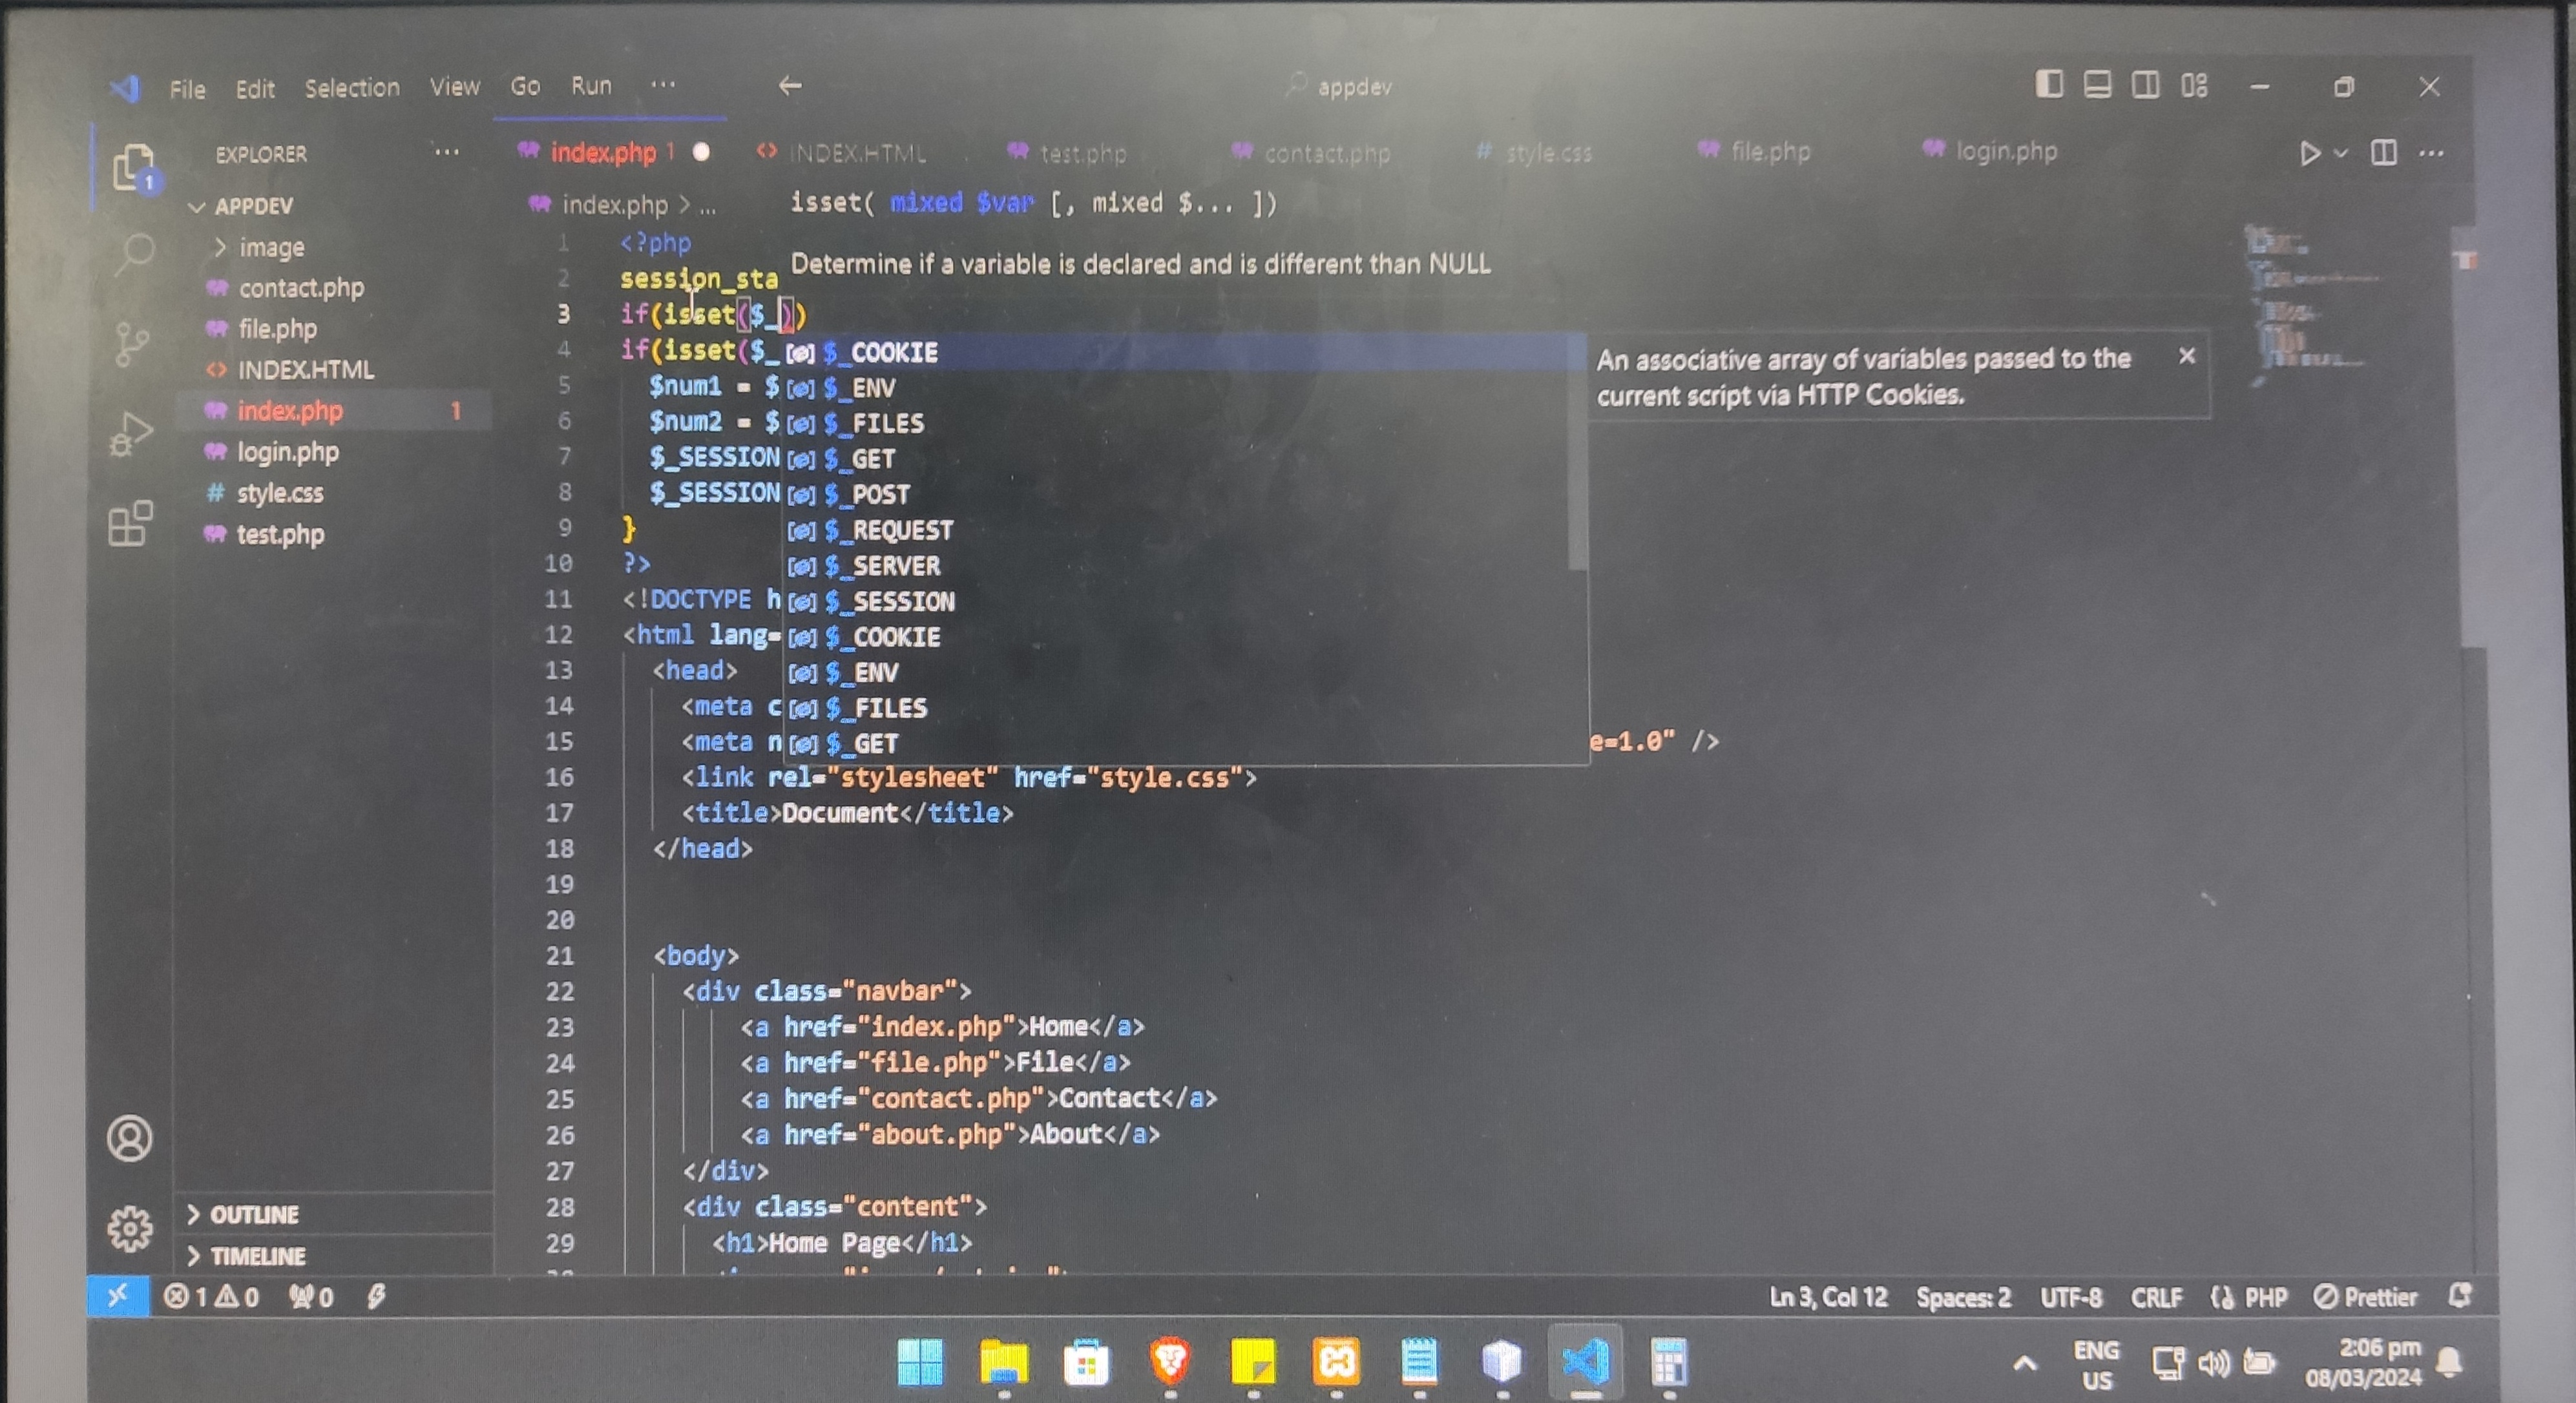 File Edit Selection View Go Run ... appdev
EXPLORER ...
APPDEV
image
contact.php
file.php
INDEX.HTML
index.php 1
login.php
style.css
test.php
OUTLINE
TIMELINE
index.php 1 INDEX.HTML test.php contact.php # style.css file.php login.php
index.php > ...
isset( mixed $var [, mixed $... ])
Determine if a variable is declared and is different than NULL
1 <?php
2 session_sta
3 if(isset($_))
4 if(isset($_
5 $num1 = $
6 $num2 = $
7 $_SESSION
8 $_SESSION
9 }
10 ?>
11 <!DOCTYPE h
12 <html lang=
13 <head>
14 <meta c
15 <meta n e=1.0" />
16 <link rel="stylesheet" href="style.css">
17 <title>Document</title>
18 </head>
19
20
21 <body>
22 <div class="navbar">
23 <a href="index.php">Home</a>
24 <a href="file.php">File</a>
25 <a href="contact.php">Contact</a>
26 <a href="about.php">About</a>
27 </div>
28 <div class="content">
29 <h1>Home Page</h1>
$_COOKIE
$_ENV
$_FILES
$_GET
$_POST
$_REQUEST
$_SERVER
$_SESSION
$_COOKIE
$_ENV
$_FILES
$_GET
An associative array of variables passed to the
current script via HTTP Cookies.
1 0 0 Ln 3, Col 12 Spaces: 2 UTF-8 CRLF PHP Prettier
ENG
US
2:06 pm
08/03/2024